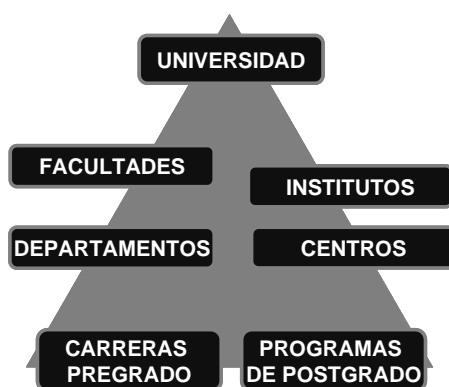 UNIVERSIDAD
FACULTADES
INSTITUTOS
DEPARTAMENTOS
CENTROS
CARRERAS
PREGRADO
PROGRAMAS
DE POSTGRADO